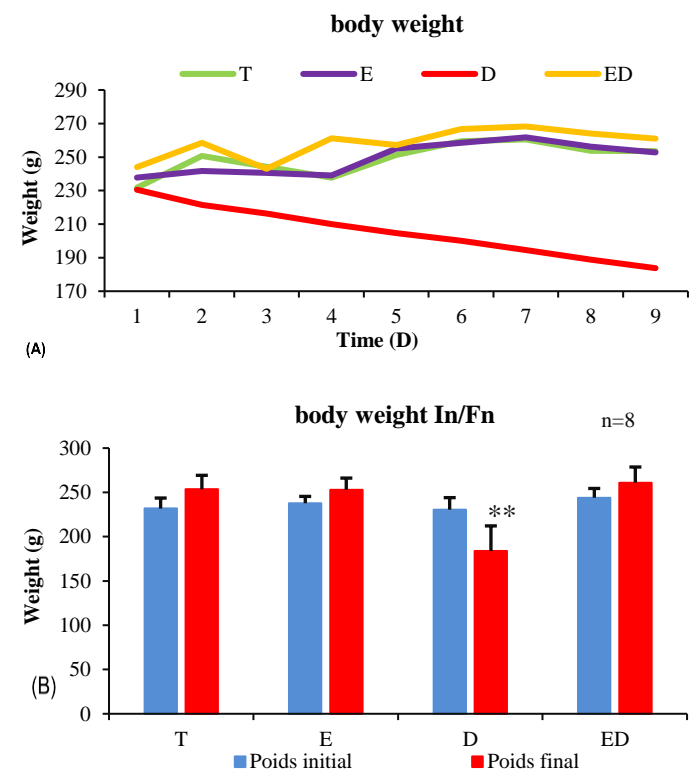 body weight
T E D ED
290
270
250
230
210
190
170
Weight (g)
1 2 3 4 5 6 7 8 9
Time (D)
(A)
body weight In/Fn
n=8
300
250
200
150
100
50
0
Weight (g)
**
(B)
T E D ED
Poids initial Poids final